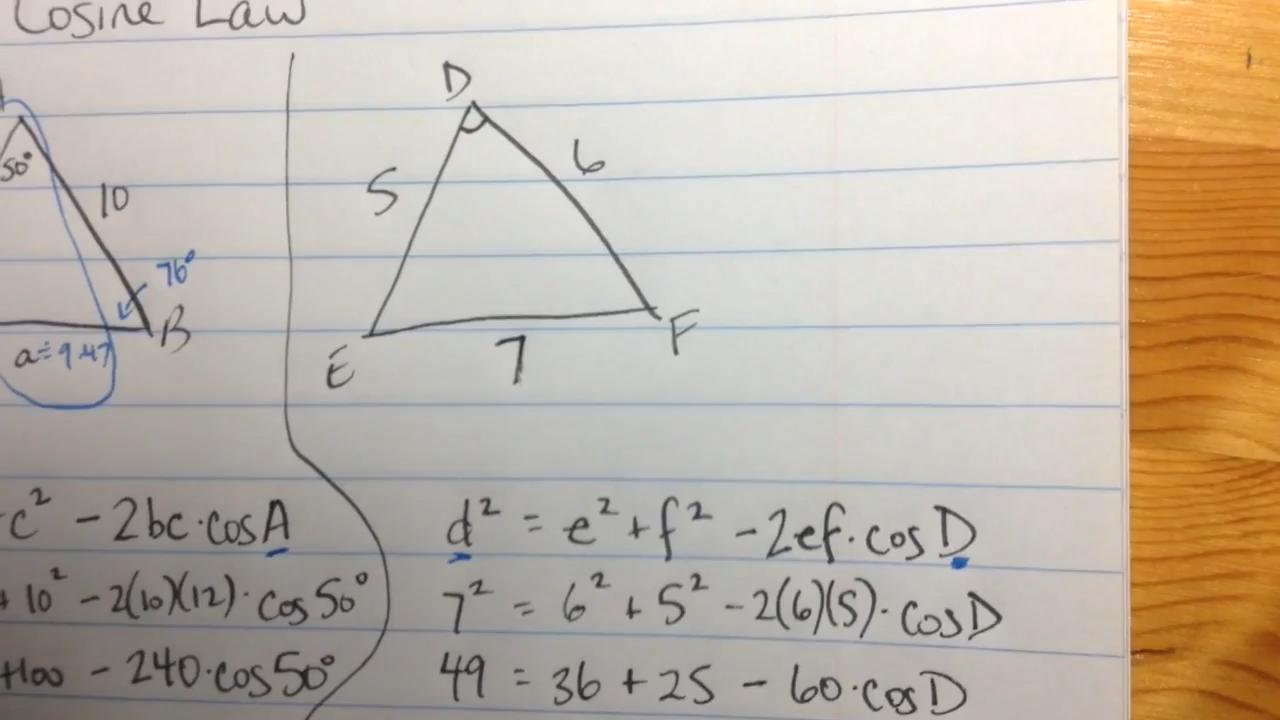 Cosine Law
50°
10
76°
B
a ≐ 9.47
c² - 2bc·cosA
+ 10² - 2(10)(12)·cos50°
+100 - 240·cos50°
D
5
6
E
7
F
d² = e² + f² - 2ef·cosD
7² = 6² + 5² - 2(6)(5)·cosD
49 = 36 + 25 - 60·cosD